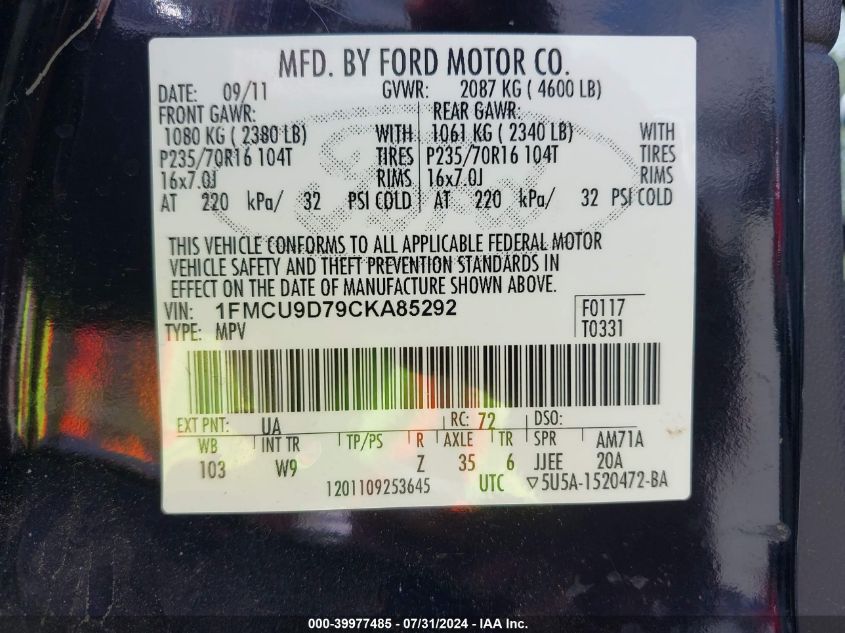 MFD. BY FORD MOTOR CO.
DATE: 09/11 GVWR: 2087 KG ( 4600 LB)
FRONT GAWR: REAR GAWR:
1080 KG ( 2380 LB) WITH 1061 KG ( 2340 LB) WITH
P235/70R16 104T TIRES P235/70R16 104T TIRES
16x7.0J RIMS 16x7.0J RIMS
AT 220 kPa/ 32 PSI COLD AT 220 kPa/ 32 PSI COLD
THIS VEHICLE CONFORMS TO ALL APPLICABLE FEDERAL MOTOR
VEHICLE SAFETY AND THEFT PREVENTION STANDARDS IN
EFFECT ON THE DATE OF MANUFACTURE SHOWN ABOVE.
VIN: 1FMCU9D79CKA85292 F0117
TYPE: MPV T0331
EXT PNT: UA RC: 72 DSO:
WB INT TR TP/PS R AXLE TR SPR AM71A
103 W9 Z 35 6 JJEE 20A
1201109253645 UTC ▽5U5A-1520472-BA
000-39977485 - 07/31/2024 - IAA Inc.